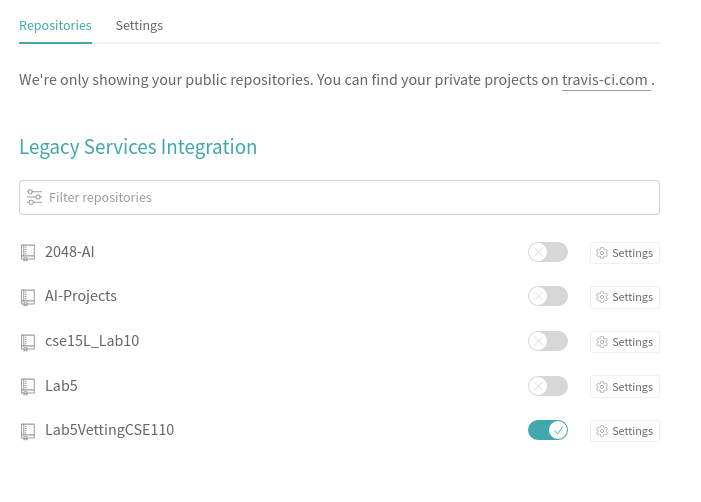 Repositories Settings
We're only showing your public repositories. You can find your private projects on travis-ci.com .
Legacy Services Integration
Filter repositories
2048-AI Settings
AI-Projects Settings
cse15L_Lab10 Settings
Lab5 Settings
Lab5VettingCSE110 Settings